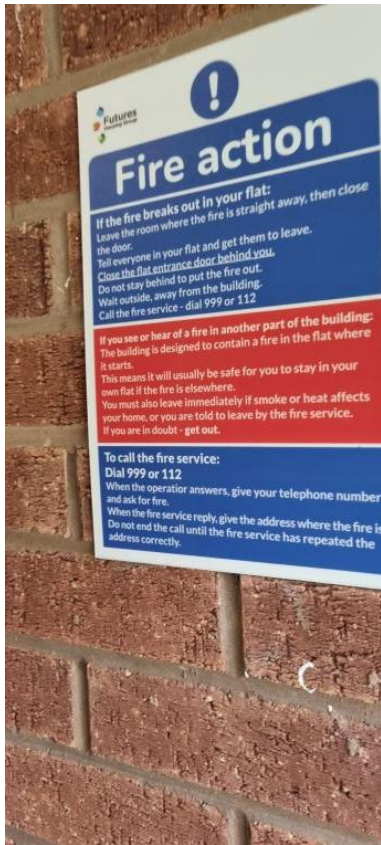 !
Futures
Housing Group
Fire action
If the fire breaks out in your flat:
Leave the room where the fire is straight away, then close
the door.
Tell everyone in your flat and get them to leave.
Close the flat entrance door behind you.
Do not stay behind to put the fire out.
Wait outside, away from the building.
Call the fire service - dial 999 or 112
If you see or hear of a fire in another part of the building:
The building is designed to contain a fire in the flat where
it starts.
This means it will usually be safe for you to stay in your
own flat if the fire is elsewhere.
You must also leave immediately if smoke or heat affects
your home, or you are told to leave by the fire service.
If you are in doubt - get out.
To call the fire service:
Dial 999 or 112
When the operatior answers, give your telephone number
and ask for fire.
When the fire service reply, give the address where the fire is
Do not end the call until the fire service has repeated the
address correctly.